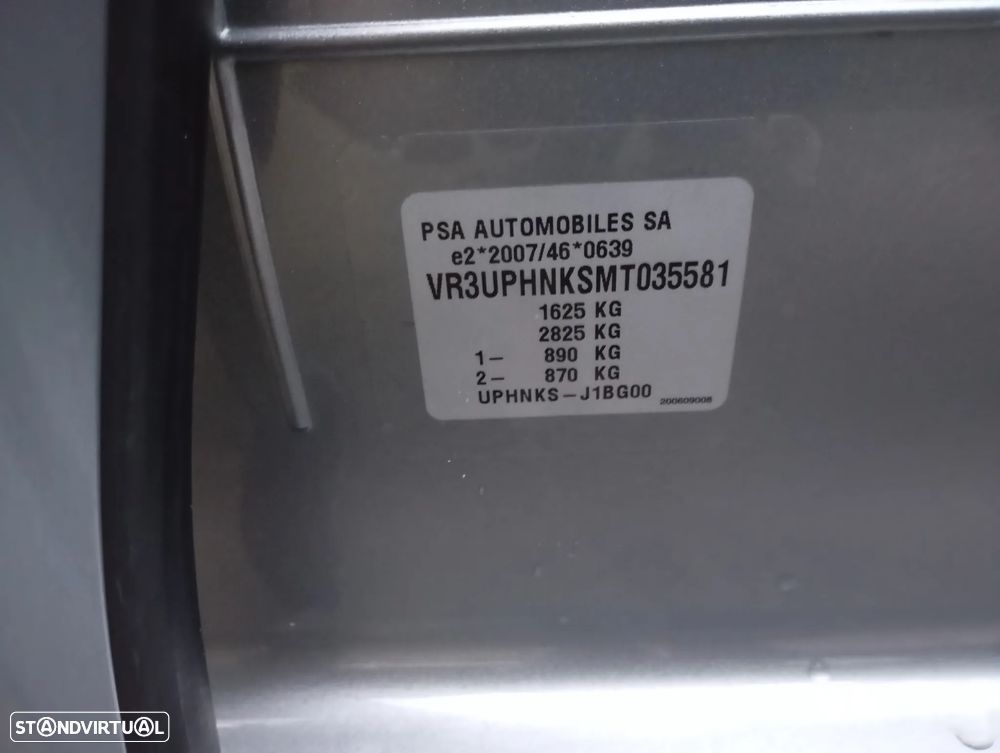 PSA AUTOMOBILES SA
e2*2007/46*0639
VR3UPHNKSMT035581
1625 KG
2825 KG
1- 890 KG
2- 870 KG
UPHNKS-J1BG00
200609008
STANDVIRTUAL